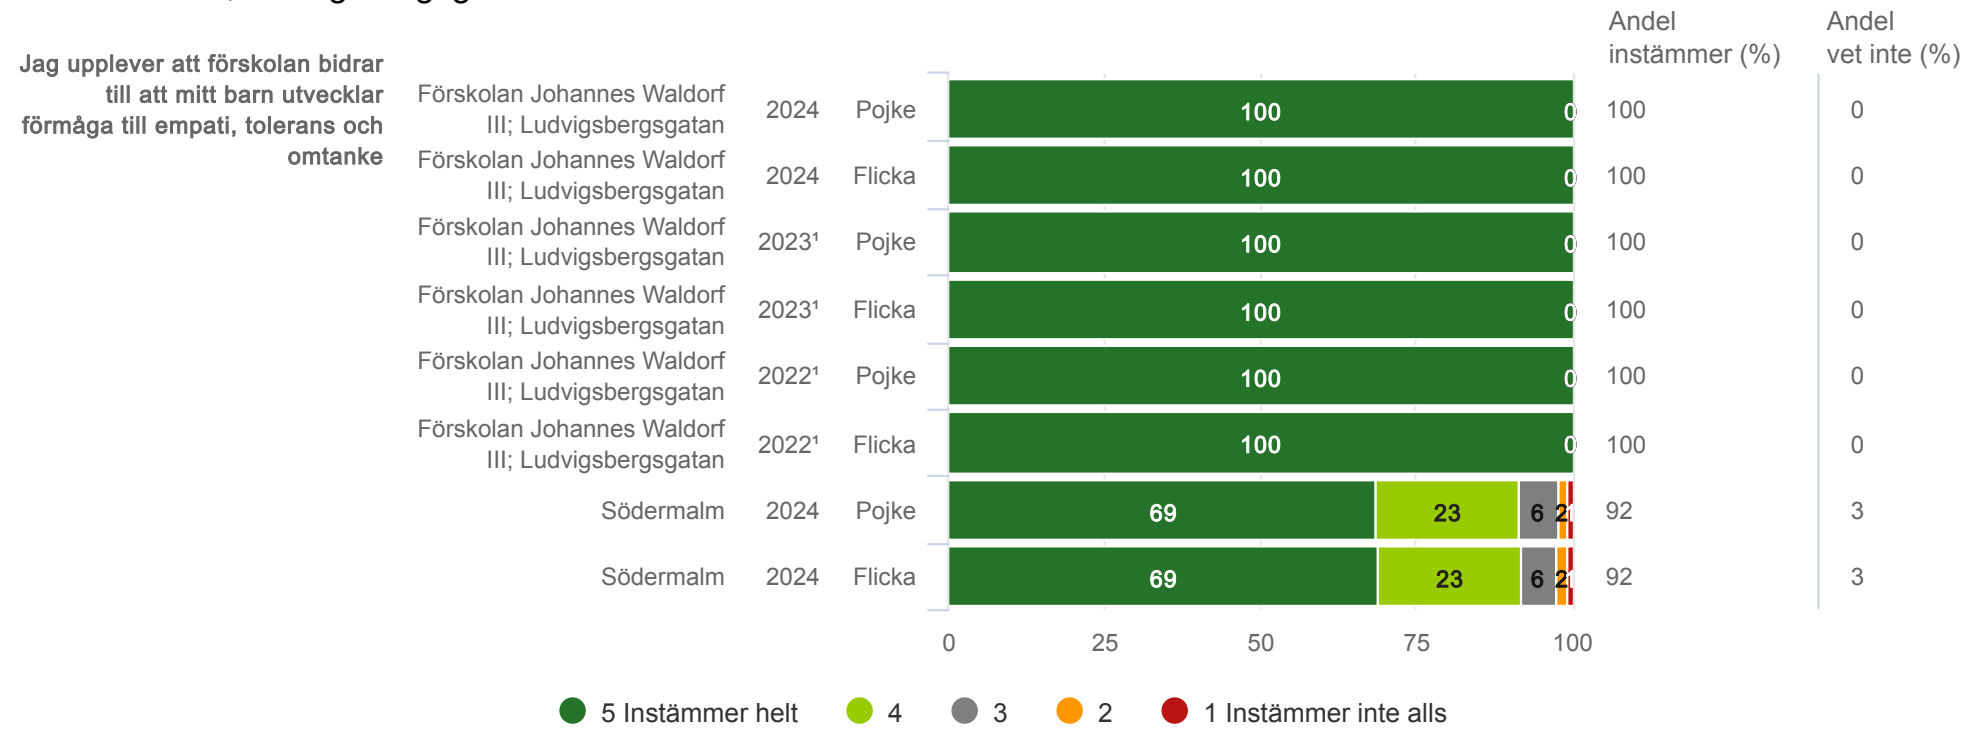 Andel
instämmer (%)
Andel
vet inte (%)
Jag upplever att förskolan bidrar
till att mitt barn utvecklar
förmåga till empati, tolerans och
omtanke
Förskolan Johannes Waldorf
III; Ludvigsbergsgatan
2024 Pojke 100 0 100 0
Förskolan Johannes Waldorf
III; Ludvigsbergsgatan
2024 Flicka 100 0 100 0
Förskolan Johannes Waldorf
III; Ludvigsbergsgatan
2023¹ Pojke 100 0 100 0
Förskolan Johannes Waldorf
III; Ludvigsbergsgatan
2023¹ Flicka 100 0 100 0
Förskolan Johannes Waldorf
III; Ludvigsbergsgatan
2022¹ Pojke 100 0 100 0
Förskolan Johannes Waldorf
III; Ludvigsbergsgatan
2022¹ Flicka 100 0 100 0
Södermalm 2024 Pojke 69 23 6 2 1 92 3
Södermalm 2024 Flicka 69 23 6 2 1 92 3
0 25 50 75 100
5 Instämmer helt 4 3 2 1 Instämmer inte alls